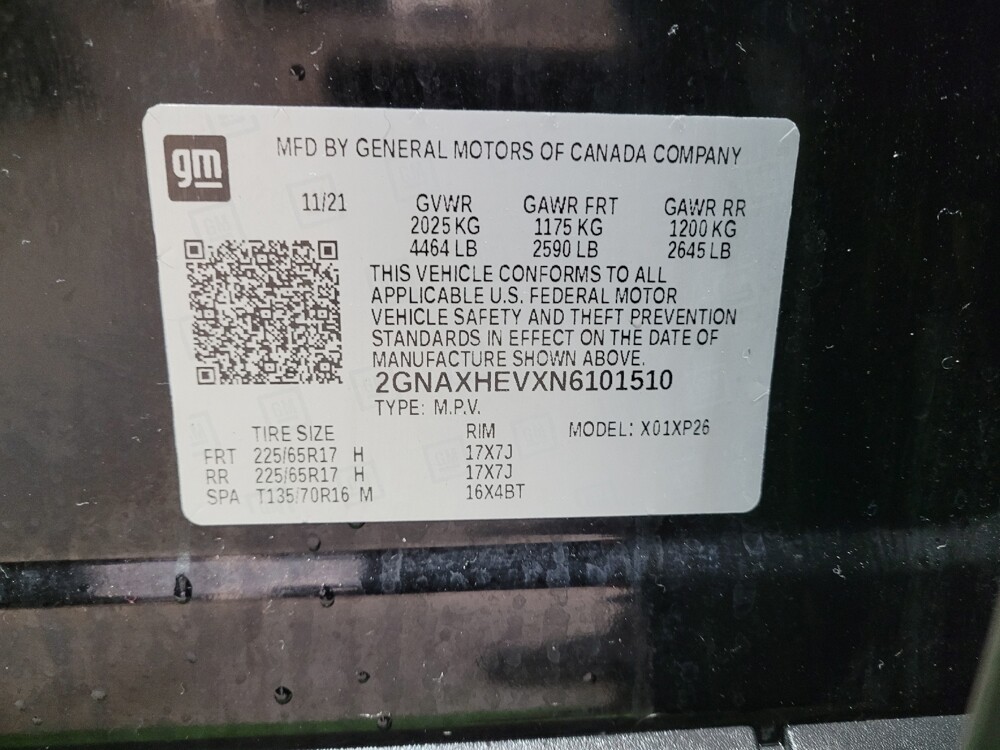 gm
MFD BY GENERAL MOTORS OF CANADA COMPANY
11/21 GVWR GAWR FRT GAWR RR
2025 KG 1175 KG 1200 KG
4464 LB 2590 LB 2645 LB
THIS VEHICLE CONFORMS TO ALL
APPLICABLE U.S. FEDERAL MOTOR
VEHICLE SAFETY AND THEFT PREVENTION
STANDARDS IN EFFECT ON THE DATE OF
MANUFACTURE SHOWN ABOVE.
2GNAXHEVXN6101510
TYPE: M.P.V.
TIRE SIZE RIM MODEL: X01XP26
FRT 225/65R17 H 17X7J
RR 225/65R17 H 17X7J
SPA T135/70R16 M 16X4BT